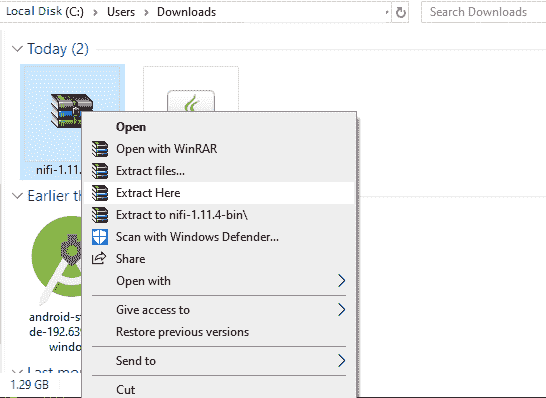 Local Disk (C:) > Users > Downloads
Search Downloads
Today (2)
nifi-1.11.
Open
Open with WinRAR
Extract files...
Extract Here
Extract to nifi-1.11.4-bin\
Scan with Windows Defender...
Share
Open with
Give access to
Restore previous versions
Send to
Cut
Earlier th
android-s
de-192.639
windo
Last mo
1.29 GB